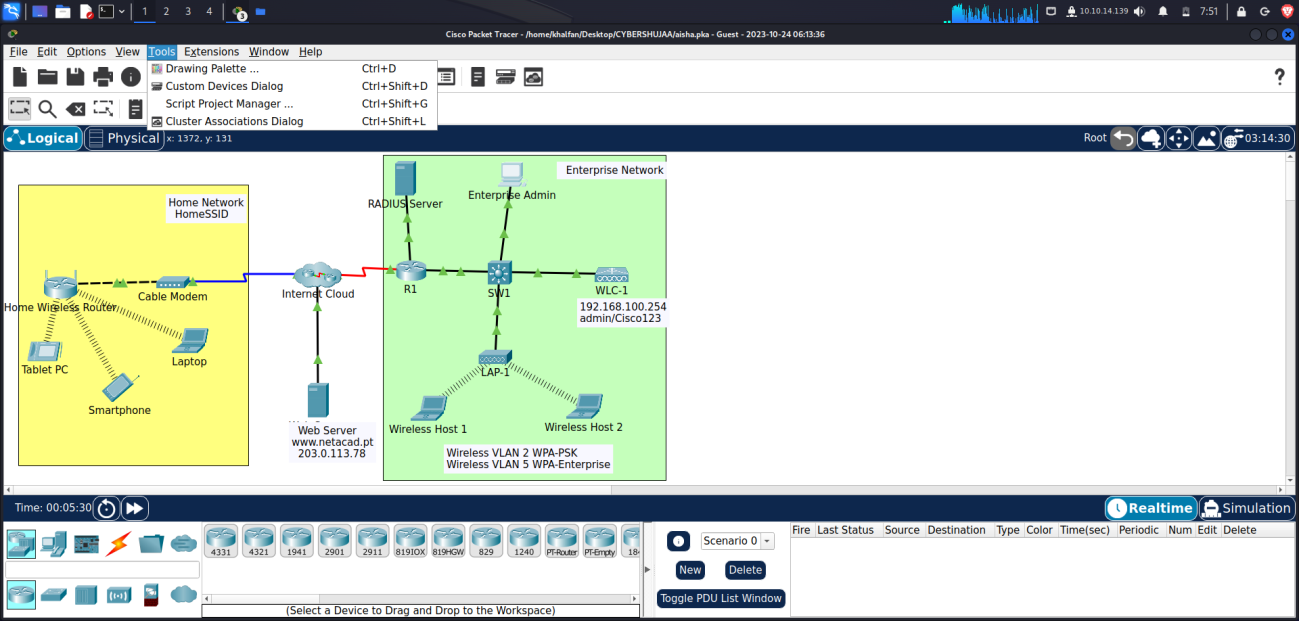 1 2 3 4 3 10.10.14.139 7:51
Cisco Packet Tracer - /home/khalfan/Desktop/CYBERSHUJAA/aisha.pka - Guest - 2023-10-24 06:13:36
File Edit Options View Tools Extensions Window Help
Drawing Palette ... Ctrl+D
Custom Devices Dialog Ctrl+Shift+D
Script Project Manager ... Ctrl+Shift+G
Cluster Associations Dialog Ctrl+Shift+L
?
Logical Physical x: 1372, y: 131 Root 03:14:30
Home Network
HomeSSID
Home Wireless Router
Cable Modem
Tablet PC
Laptop
Smartphone
Internet Cloud
Web Server
www.netacad.pt
203.0.113.78
Enterprise Network
RADIUS Server
Enterprise Admin
R1
SW1
WLC-1
192.168.100.254
admin/Cisco123
LAP-1
Wireless Host 1
Wireless Host 2
Wireless VLAN 2 WPA-PSK
Wireless VLAN 5 WPA-Enterprise
Time: 00:05:30 Realtime Simulation
4331 4321 1941 2901 2911 819IOX 819HGW 829 1240 PT-Router PT-Empty
(Select a Device to Drag and Drop to the Workspace)
Scenario 0
New Delete
Toggle PDU List Window
Fire Last Status Source Destination Type Color Time(sec) Periodic Num Edit Delete